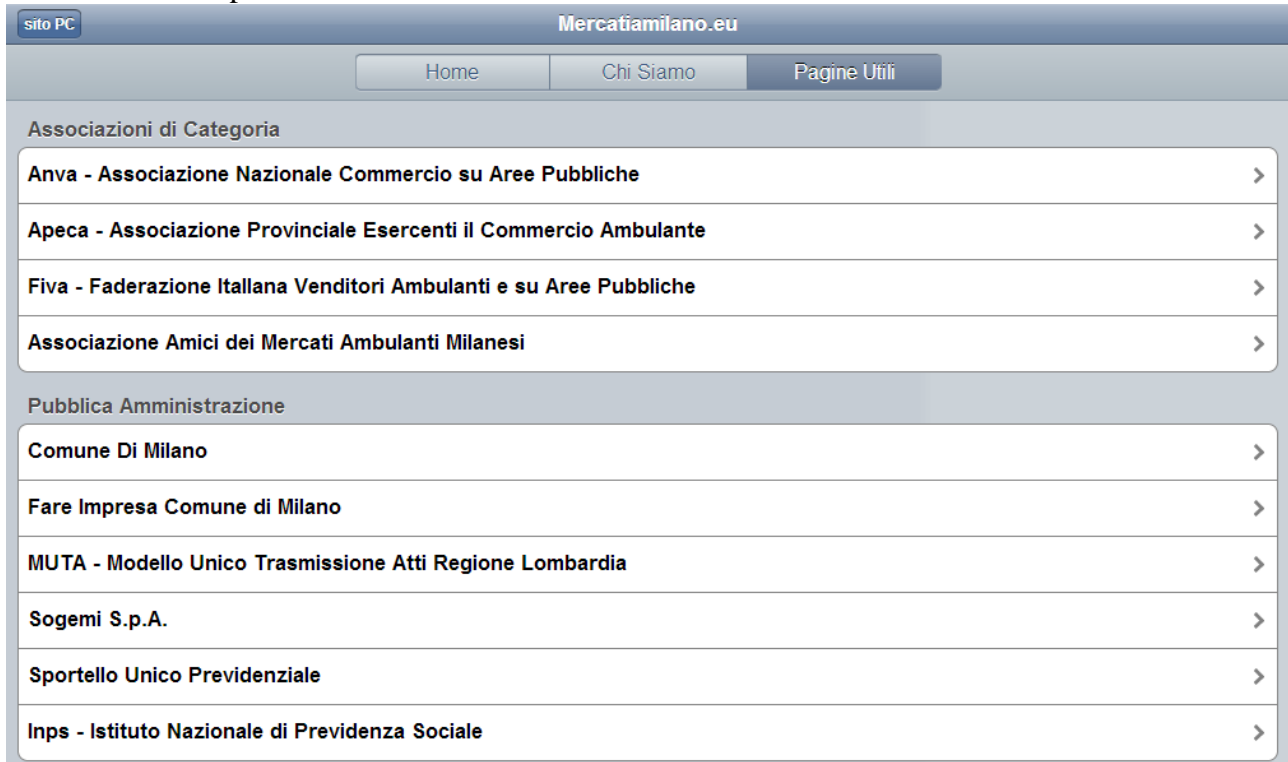 sito PC
Mercatiamilano.eu
Home
Chi Siamo
Pagine Utili
Associazioni di Categoria
Anva - Associazione Nazionale Commercio su Aree Pubbliche
Apeca - Associazione Provinciale Esercenti il Commercio Ambulante
Fiva - Faderazione Itallana Venditori Ambulanti e su Aree Pubbliche
Associazione Amici dei Mercati Ambulanti Milanesi
Pubblica Amministrazione
Comune Di Milano
Fare Impresa Comune di Milano
MUTA - Modello Unico Trasmissione Atti Regione Lombardia
Sogemi S.p.A.
Sportello Unico Previdenziale
Inps - Istituto Nazionale di Previdenza Sociale